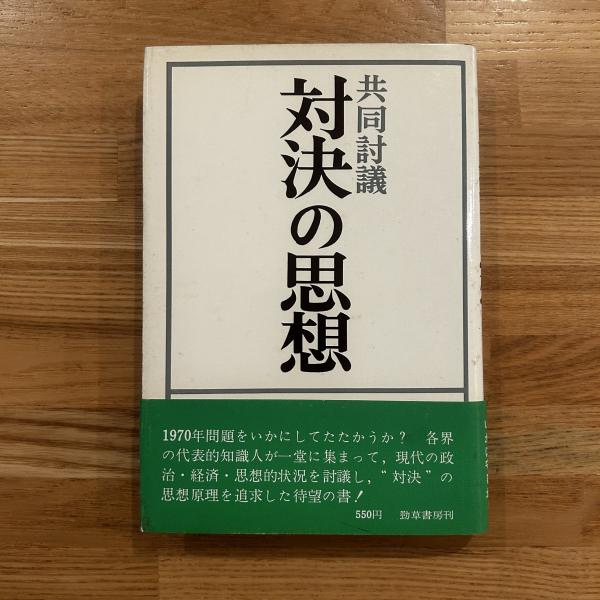 共同討議
対決の思想
1970年問題をいかにしてたたかうか？ 各界
の代表的知識人が一堂に集まって，現代の政
治・経済・思想的状況を討議し，“対決”の
思想原理を追求した待望の書！
550円 勁草書房刊